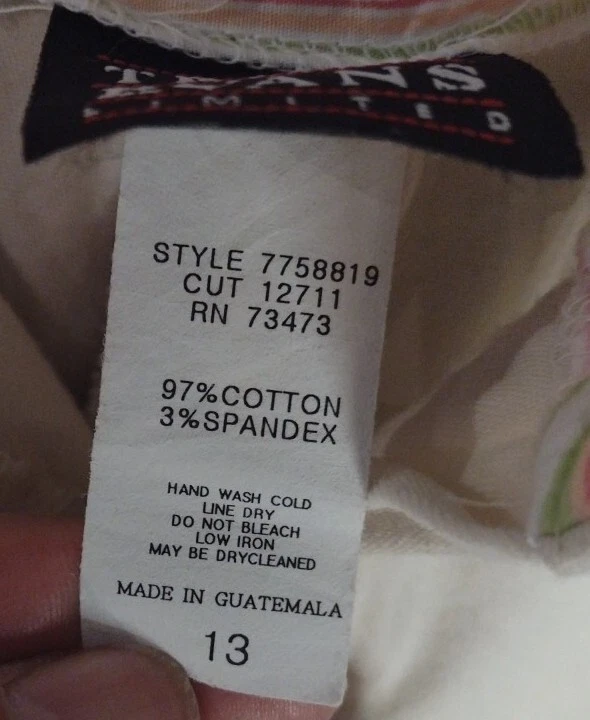 JEANS
LIMITED
STYLE 7758819
CUT 12711
RN 73473
97%COTTON
3%SPANDEX
HAND WASH COLD
LINE DRY
DO NOT BLEACH
LOW IRON
MAY BE DRYCLEANED
MADE IN GUATEMALA
13